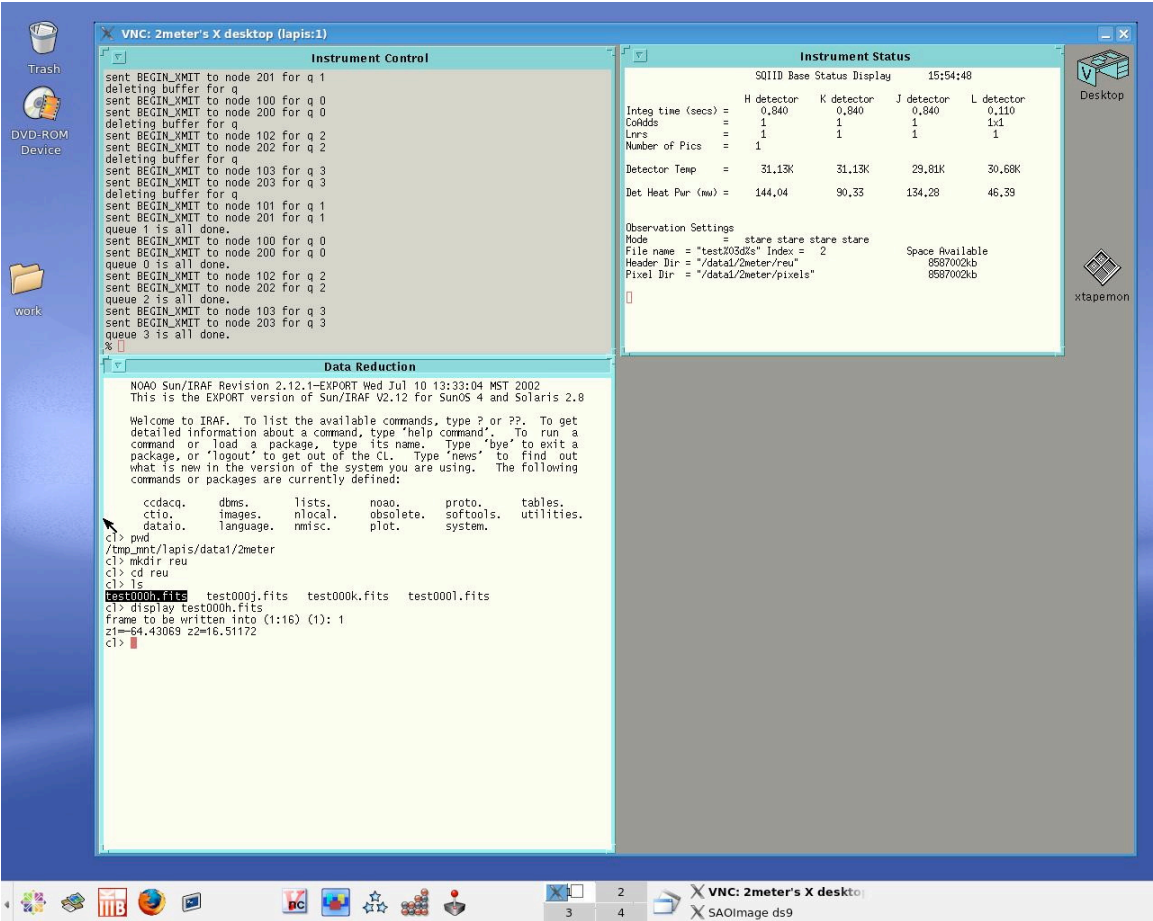 Trash
DVD-ROM
Device
work
VNC: 2meter's X desktop (lapis:1)
Instrument Control
sent BEGIN_XMIT to node 201 for q 1
deleting buffer for q
sent BEGIN_XMIT to node 100 for q 0
sent BEGIN_XMIT to node 200 for q 0
deleting buffer for q
sent BEGIN_XMIT to node 102 for q 2
sent BEGIN_XMIT to node 202 for q 2
deleting buffer for q
sent BEGIN_XMIT to node 103 for q 3
sent BEGIN_XMIT to node 203 for q 3
deleting buffer for q
sent BEGIN_XMIT to node 101 for q 1
sent BEGIN_XMIT to node 201 for q 1
queue 1 is all done.
sent BEGIN_XMIT to node 100 for q 0
sent BEGIN_XMIT to node 200 for q 0
queue 0 is all done.
sent BEGIN_XMIT to node 102 for q 2
sent BEGIN_XMIT to node 202 for q 2
queue 2 is all done.
sent BEGIN_XMIT to node 103 for q 3
sent BEGIN_XMIT to node 203 for q 3
queue 3 is all done.
%
Instrument Status
SQIID Base Status Display 15:54:48
H detector K detector J detector L detector
Integ time (secs) = 0.840 0.840 0.840 0.110
CoAdds = 1 1 1 1x1
Lnrs = 1 1 1 1
Number of Pics = 1
Detector Temp = 31.13K 31.13K 29.81K 30.68K
Det Heat Pwr (mw) = 144.04 90.33 134.28 46.39
Observation Settings
Mode = stare stare stare stare
File name = "test%03d%s" Index = 2 Space Available
Header Dir = "/data1/2meter/reu" 8587002kb
Pixel Dir = "/data1/2meter/pixels" 8587002kb
Desktop
xtapemon
Data Reduction
NOAO Sun/IRAF Revision 2.12.1-EXPORT Wed Jul 10 13:33:04 MST 2002
This is the EXPORT version of Sun/IRAF V2.12 for SunOS 4 and Solaris 2.8
Welcome to IRAF. To list the available commands, type ? or ??. To get
detailed information about a command, type 'help command'. To run a
command or load a package, type its name. Type 'bye' to exit a
package, or 'logout' to get out of the CL. Type 'news' to find out
what is new in the version of the system you are using. The following
commands or packages are currently defined:
ccdacq. dbms. lists. noao. proto. tables.
ctio. images. nlocal. obsolete. softools. utilities.
dataio. language. nmisc. plot. system.
cl> pwd
/tmp_mnt/lapis/data1/2meter
cl> mkdir reu
cl> cd reu
cl> ls
test000h.fits test000j.fits test000k.fits test000l.fits
cl> display test000h.fits
frame to be written into (1:16) (1): 1
z1=-64.43069 z2=16.51172
cl>
2
3 4
VNC: 2meter's X deskto
SAOImage ds9